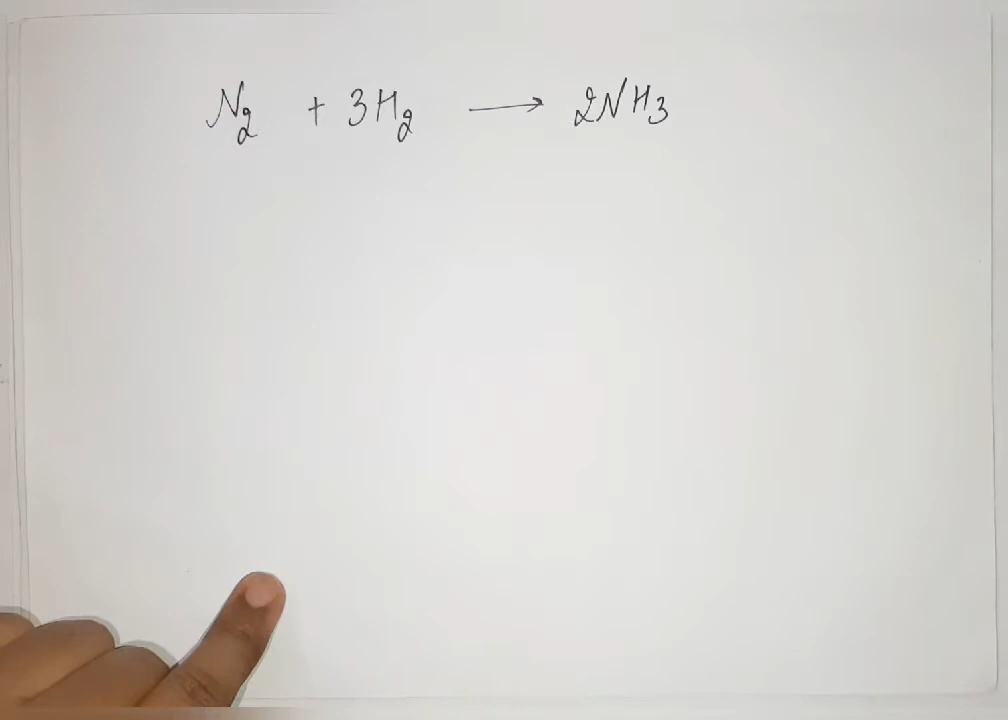 N₂ + 3H₂ ⟶ 2NH₃